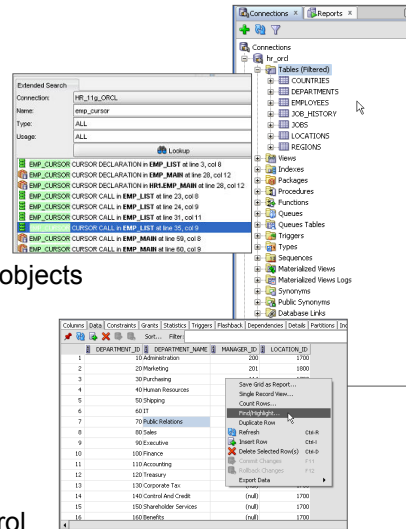 Connections
Reports
Connections
hr_ord
Tables (Filtered)
COUNTRIES
DEPARTMENTS
EMPLOYEES
JOB_HISTORY
JOBS
LOCATIONS
REGIONS
Views
Indexes
Packages
Procedures
Functions
Queues
Queues Tables
Triggers
Types
Sequences
Materialized Views
Materialized Views Logs
Synonyms
Public Synonyms
Database Links
Extended Search
Connection: HR_11g_ORCL
Name: emp_cursor
Type: ALL
Usage: ALL
Lookup
EMP_CURSOR CURSOR DECLARATION in EMP_LIST at line 3, col 8
EMP_CURSOR CURSOR DECLARATION in EMP_MAIN at line 28, col 12
EMP_CURSOR CURSOR DECLARATION in HR1.EMP_MAIN at line 28, col 12
EMP_CURSOR CURSOR CALL in EMP_LIST at line 23, col 8
EMP_CURSOR CURSOR CALL in EMP_LIST at line 24, col 9
EMP_CURSOR CURSOR CALL in EMP_LIST at line 31, col 11
EMP_CURSOR CURSOR CALL in EMP_LIST at line 35, col 9
EMP_CURSOR CURSOR CALL in EMP_MAIN at line 59, col 8
EMP_CURSOR CURSOR CALL in EMP_MAIN at line 60, col 9
objects
Columns Data Constraints Grants Statistics Triggers Flashback Dependencies Details Partitions
Sort... Filter:
DEPARTMENT_ID DEPARTMENT_NAME MANAGER_ID LOCATION_ID
1 10 Administration 200 1700
2 20 Marketing 201 1800
3 30 Purchasing
4 40 Human Resources
5 50 Shipping
6 60 IT
7 70 Public Relations
8 80 Sales
9 90 Executive
10 100 Finance
11 110 Accounting
12 120 Treasury
13 130 Corporate Tax
14 140 Control And Credit (null) 1700
15 150 Shareholder Services (null) 1700
16 160 Benefits (null) 1700
Save Grid as Report...
Single Record View...
Count Rows...
Find/Highlight...
Duplicate Row
Refresh Ctrl-R
Insert Row Ctrl-I
Delete Selected Row(s) Ctrl-D
Commit Changes F11
Rollback Changes F12
Export Data
rol